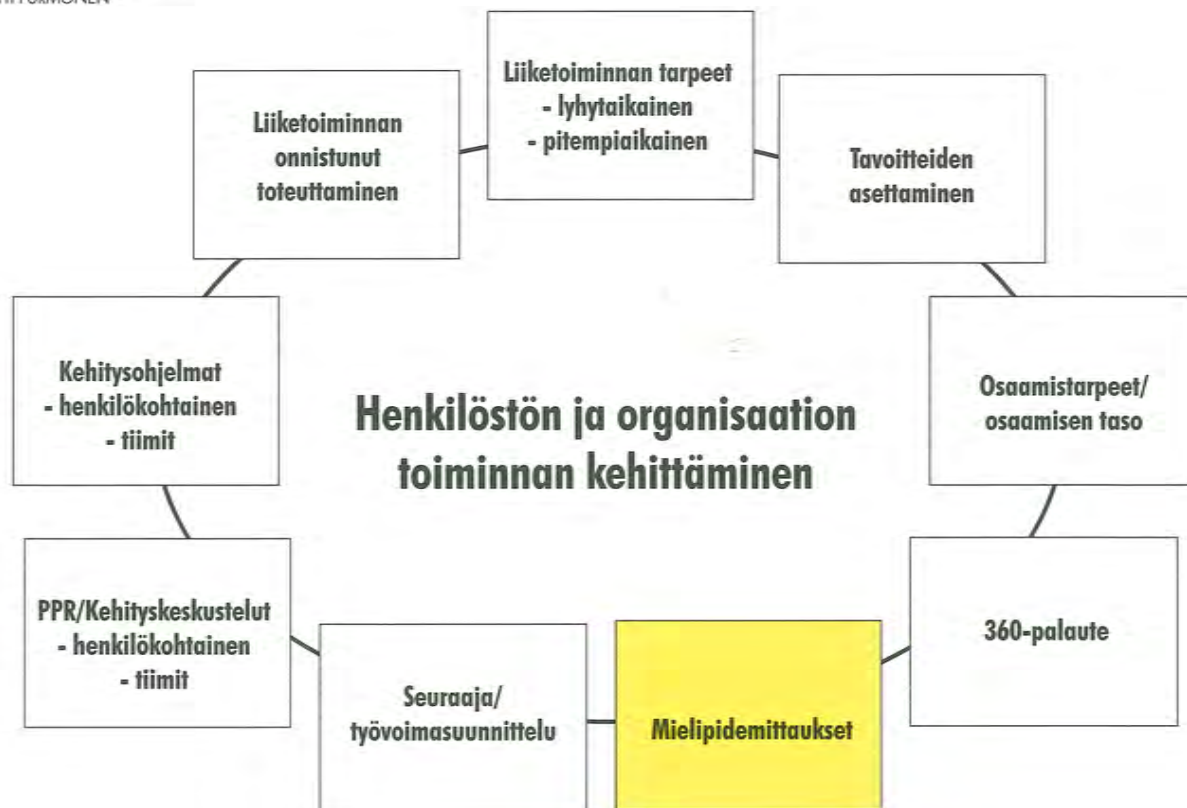 Liiketoiminnan tarpeet
- lyhytaikainen
- pitempiaikainen
Tavoitteiden
asettaminen
Osaamistarpeet/
osaamisen taso
360-palaute
Mielipidemittaukset
Seuraaja/
työvoimasuunnittelu
PPR/Kehityskeskustelut
- henkilökohtainen
- tiimit
Kehitysohjelmat
- henkilökohtainen
- tiimit
Liiketoiminnan
onnistunut
toteuttaminen
Henkilöstön ja organisaation
toiminnan kehittäminen